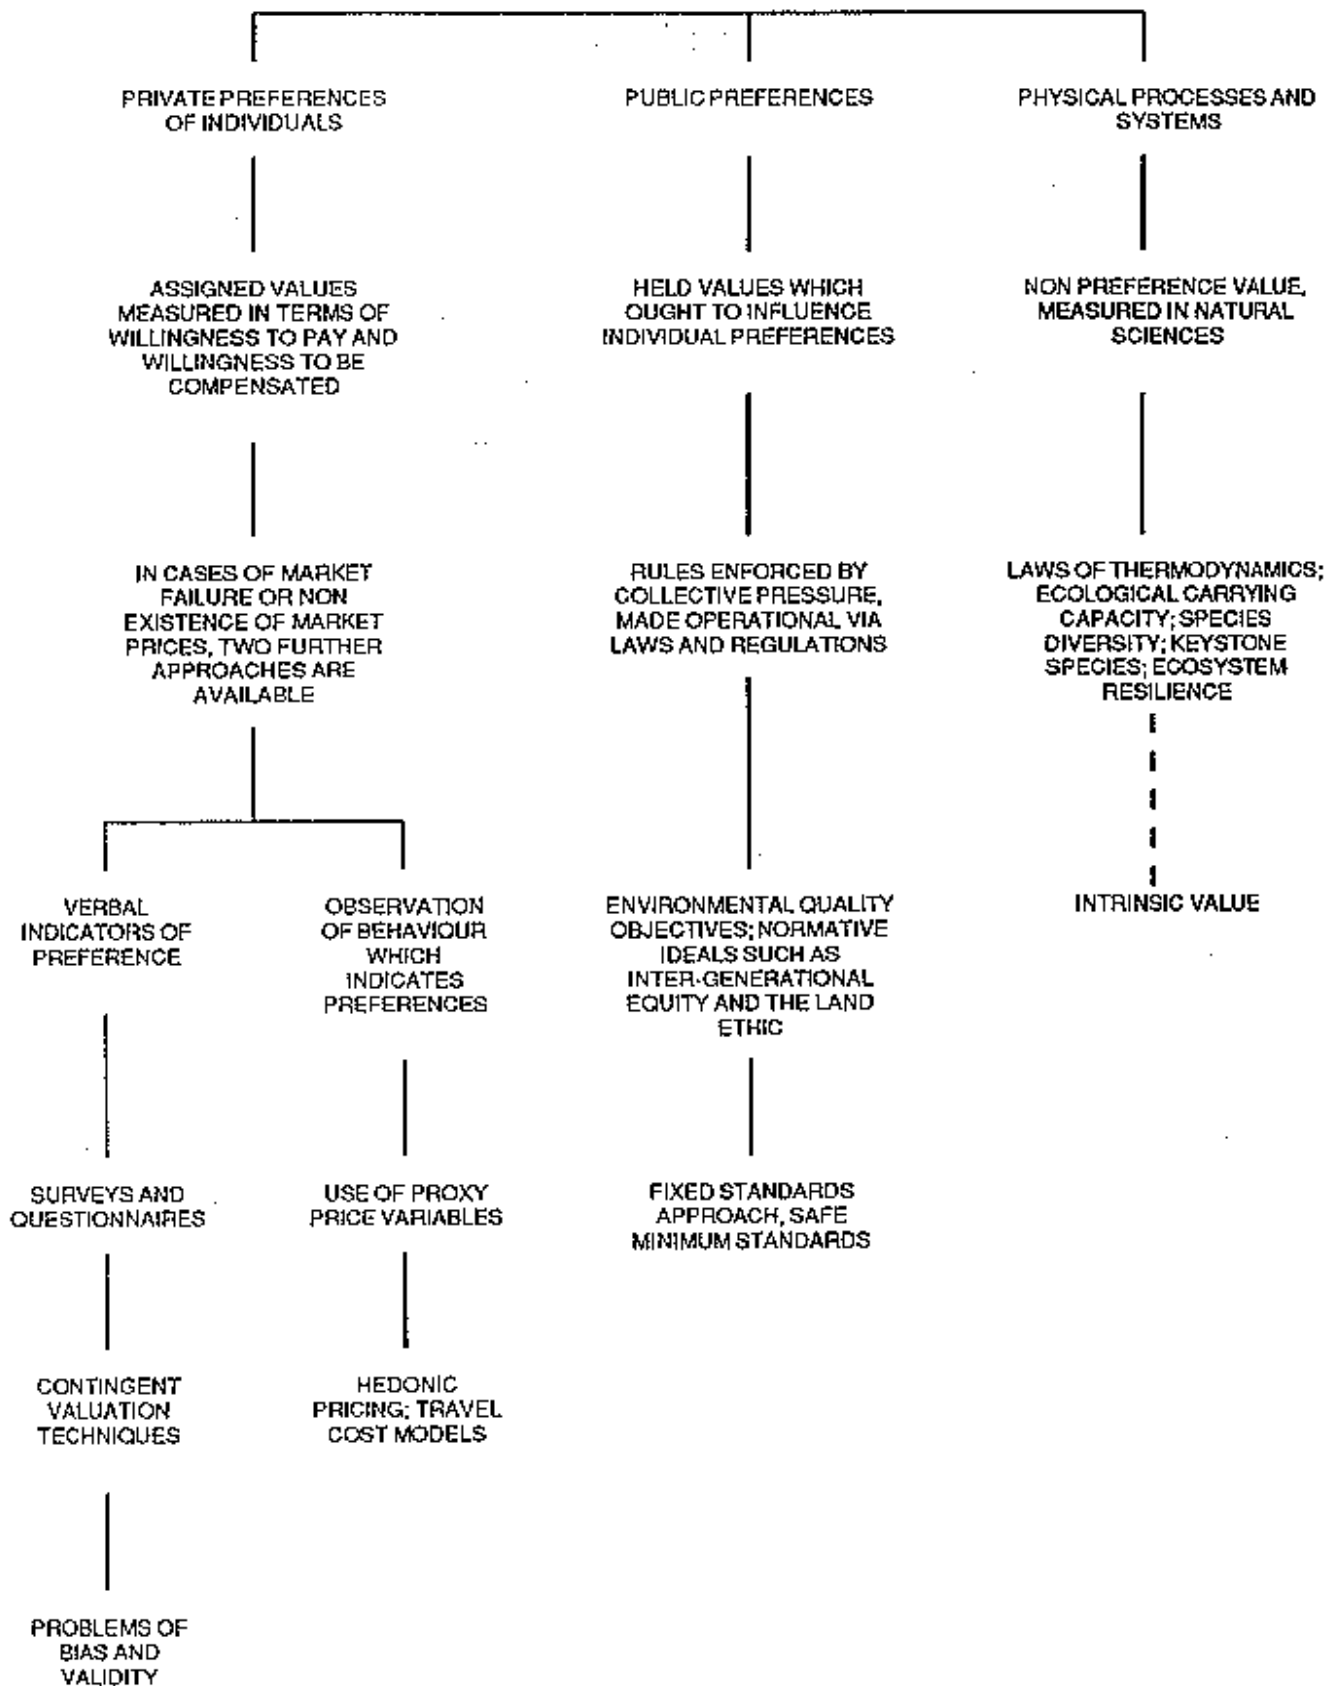 PRIVATE PREFERENCES
OF INDIVIDUALS
PUBLIC PREFERENCES
PHYSICAL PROCESSES AND
SYSTEMS
ASSIGNED VALUES
MEASURED IN TERMS OF
WILLINGNESS TO PAY AND
WILLINGNESS TO BE
COMPENSATED
HELD VALUES WHICH
OUGHT TO INFLUENCE
INDIVIDUAL PREFERENCES
NON PREFERENCE VALUE,
MEASURED IN NATURAL
SCIENCES
IN CASES OF MARKET
FAILURE OR NON
EXISTENCE OF MARKET
PRICES, TWO FURTHER
APPROACHES ARE
AVAILABLE
RULES ENFORCED BY
COLLECTIVE PRESSURE,
MADE OPERATIONAL VIA
LAWS AND REGULATIONS
LAWS OF THERMODYNAMICS;
ECOLOGICAL CARRYING
CAPACITY; SPECIES
DIVERSITY; KEYSTONE
SPECIES; ECOSYSTEM
RESILIENCE
VERBAL
INDICATORS OF
PREFERENCE
OBSERVATION
OF BEHAVIOUR
WHICH
INDICATES
PREFERENCES
ENVIRONMENTAL QUALITY
OBJECTIVES; NORMATIVE
IDEALS SUCH AS
INTER-GENERATIONAL
EQUITY AND THE LAND
ETHIC
INTRINSIC VALUE
SURVEYS AND
QUESTIONNAIRES
USE OF PROXY
PRICE VARIABLES
FIXED STANDARDS
APPROACH, SAFE
MINIMUM STANDARDS
CONTINGENT
VALUATION
TECHNIQUES
HEDONIC
PRICING; TRAVEL
COST MODELS
PROBLEMS OF
BIAS AND
VALIDITY